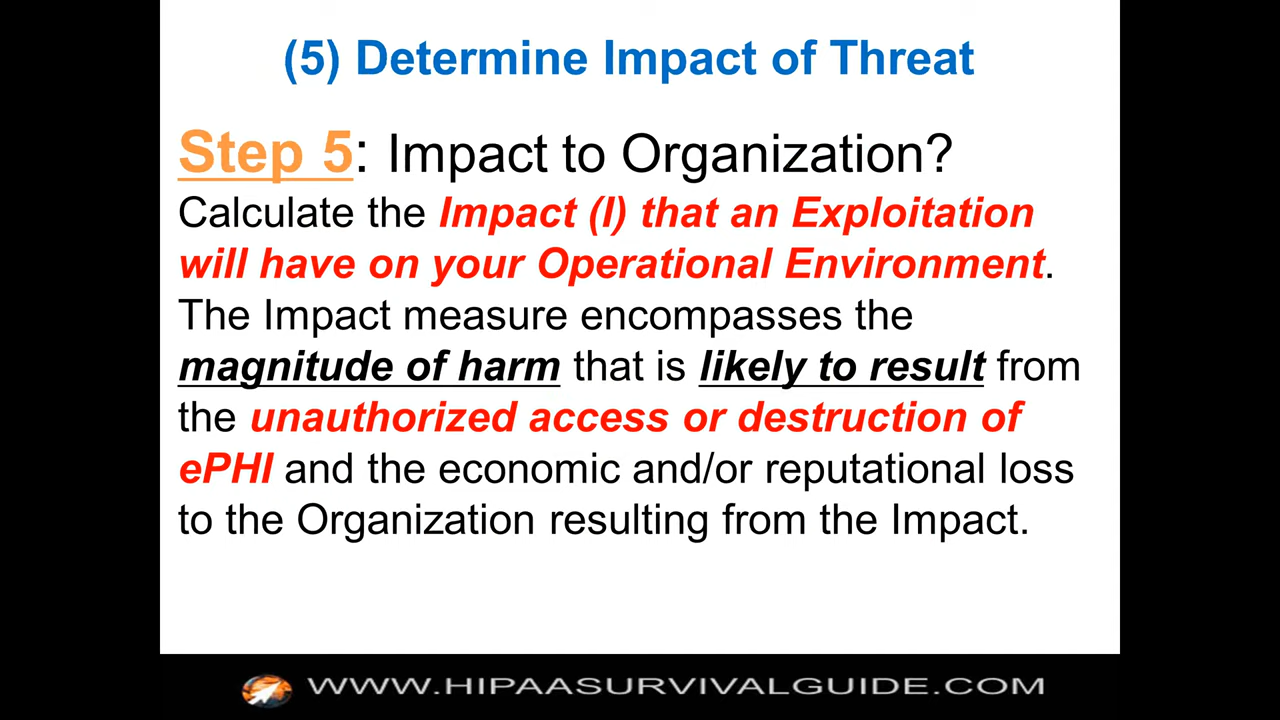 (5) Determine Impact of Threat
Step 5: Impact to Organization?
Calculate the Impact (I) that an Exploitation
will have on your Operational Environment.
The Impact measure encompasses the
magnitude of harm that is likely to result from
the unauthorized access or destruction of
ePHI and the economic and/or reputational loss
to the Organization resulting from the Impact.
WWW.HIPAASURVIVALGUIDE.COM